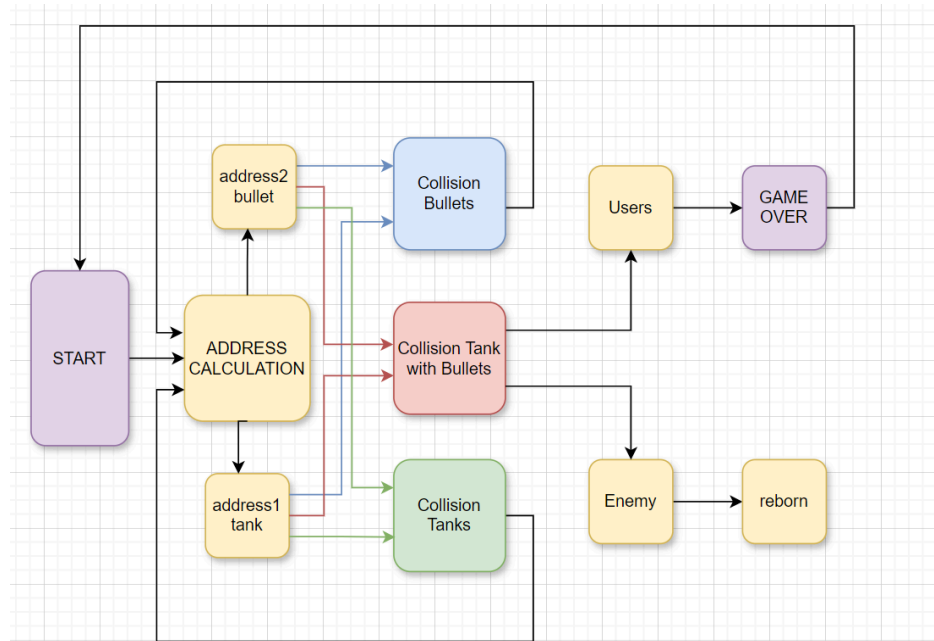 address2
bullet
Collision
Bullets
Users
GAME
OVER
START
ADDRESS
CALCULATION
Collision Tank
with Bullets
address1
tank
Collision
Tanks
Enemy
reborn